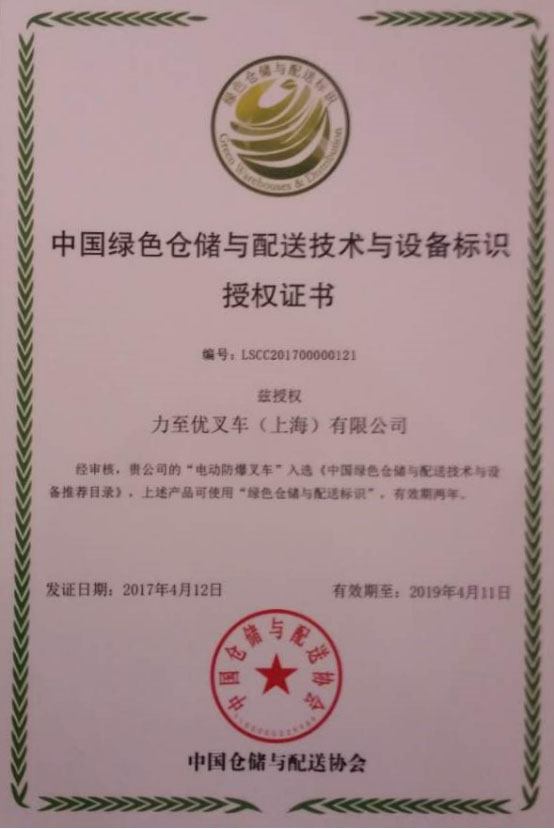 绿色仓储与配送标识
Green Warehouses & Distribution
中国绿色仓储与配送技术与设备标识
授权证书
编号：LSCC201700000121
兹授权
力至优叉车（上海）有限公司
经审核，贵公司的“电动防爆叉车”入选《中国绿色仓储与配送技术与设
备推荐目录》，上述产品可使用“绿色仓储与配送标识”，有效期两年。
发证日期：2017年4月12日
有效期至：2019年4月11日
中国仓储与配送协会
中国仓储与配送协会